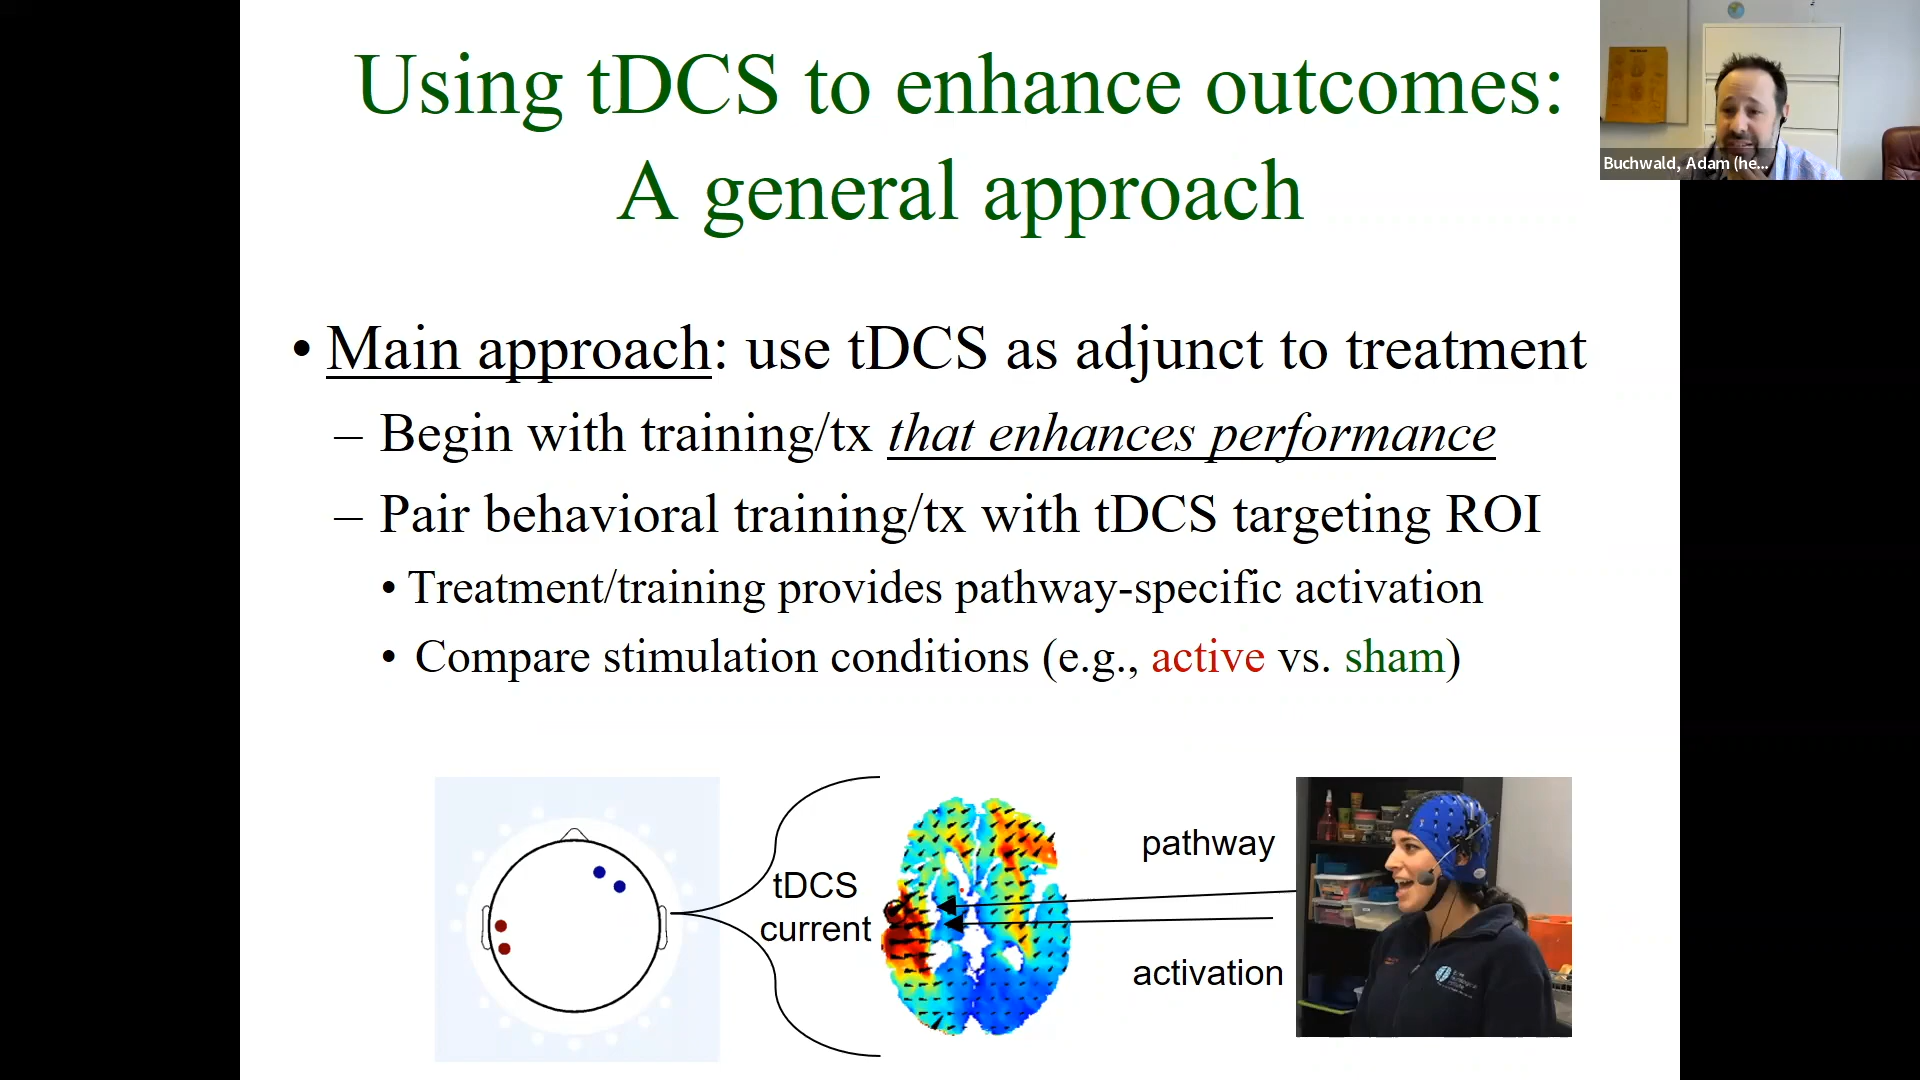 Using tDCS to enhance outcomes:
A general approach
Buchwald, Adam (he...
• Main approach: use tDCS as adjunct to treatment
– Begin with training/tx that enhances performance
– Pair behavioral training/tx with tDCS targeting ROI
• Treatment/training provides pathway-specific activation
• Compare stimulation conditions (e.g., active vs. sham)
tDCS
current
pathway
activation